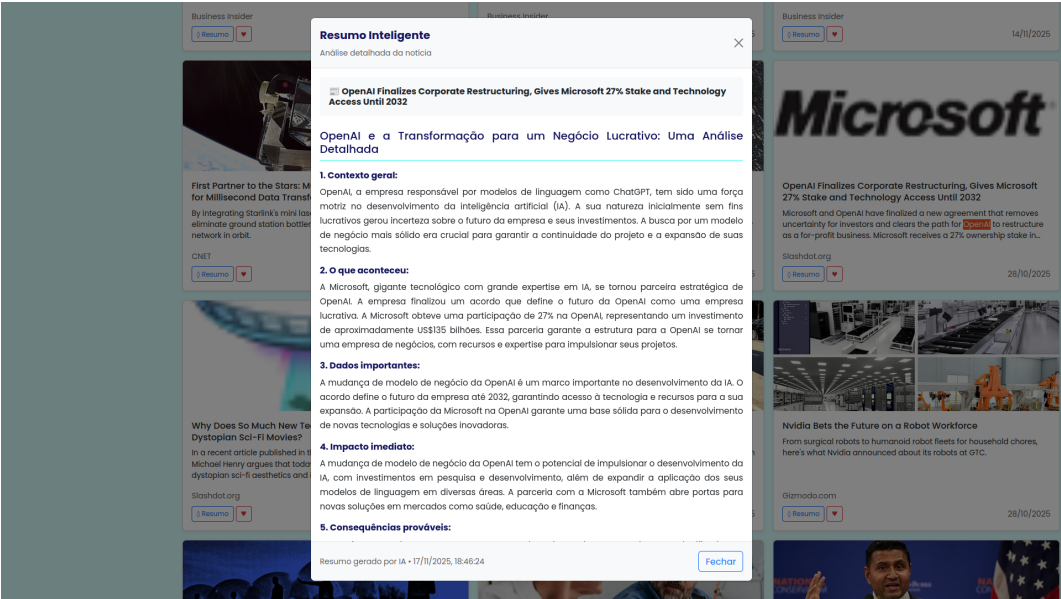 Business Insider
Business Insider
Business Insider
Resumo
Resumo
14/11/2025
Resumo Inteligente
Análise detalhada da notícia
OpenAI Finalizes Corporate Restructuring, Gives Microsoft 27% Stake and Technology
Access Until 2032
OpenAI e a Transformação para um Negócio Lucrativo: Uma Análise
Detalhada
1. Contexto geral:
OpenAI, a empresa responsável por modelos de linguagem como ChatGPT, tem sido uma força
motriz no desenvolvimento da inteligência artificial (IA). A sua natureza inicialmente sem fins
lucrativos gerou incerteza sobre o futuro da empresa e seus investimentos. A busca por um modelo
de negócio mais sólido era crucial para garantir a continuidade do projeto e a expansão de suas
tecnologias.
2. O que aconteceu:
A Microsoft, gigante tecnológico com grande expertise em IA, se tornou parceira estratégica de
OpenAI. A empresa finalizou um acordo que define o futuro da OpenAI como uma empresa
lucrativa. A Microsoft obteve uma participação de 27% na OpenAI, representando um investimento
de aproximadamente US$135 bilhões. Essa parceria garante a estrutura para a OpenAI se tornar
uma empresa de negócios, com recursos e expertise para impulsionar seus projetos.
3. Dados importantes:
A mudança de modelo de negócio da OpenAI é um marco importante no desenvolvimento da IA. O
acordo define o futuro da empresa até 2032, garantindo acesso à tecnologia e recursos para a sua
expansão. A participação da Microsoft na OpenAI garante uma base sólida para o desenvolvimento
de novas tecnologias e soluções inovadoras.
4. Impacto imediato:
A mudança de modelo de negócio da OpenAI tem o potencial de impulsionar o desenvolvimento da
IA, com investimentos em pesquisa e desenvolvimento, além de expandir a aplicação dos seus
modelos de linguagem em diversas áreas. A parceria com a Microsoft também abre portas para
novas soluções em mercados como saúde, educação e finanças.
5. Consequências prováveis:
Resumo gerado por IA • 17/11/2025, 18:46:24
Fechar
First Partner to the Stars: M
for Millisecond Data Transf
By integrating Starlink's mini las
eliminate ground station bottler
network in orbit.
CNET
Resumo
Microsoft
OpenAI Finalizes Corporate Restructuring, Gives Microsoft
27% Stake and Technology Access Until 2032
Microsoft and OpenAI have finalized a new agreement that removes
uncertainty for investors and clears the path for OpenAI to restructure
as a for-profit business. Microsoft receives a 27% ownership stake in...
Slashdot.org
Resumo
28/10/2025
Why Does So Much New Te
Dystopian Sci-Fi Movies?
In a recent article published in t
Michael Henry argues that toda
dystopian sci-fi aesthetics and i
Slashdot.org
Resumo
Nvidia Bets the Future on a Robot Workforce
From surgical robots to humanoid robot fleets for household chores,
here's what Nvidia announced about its robots at GTC.
Gizmodo.com
Resumo
28/10/2025